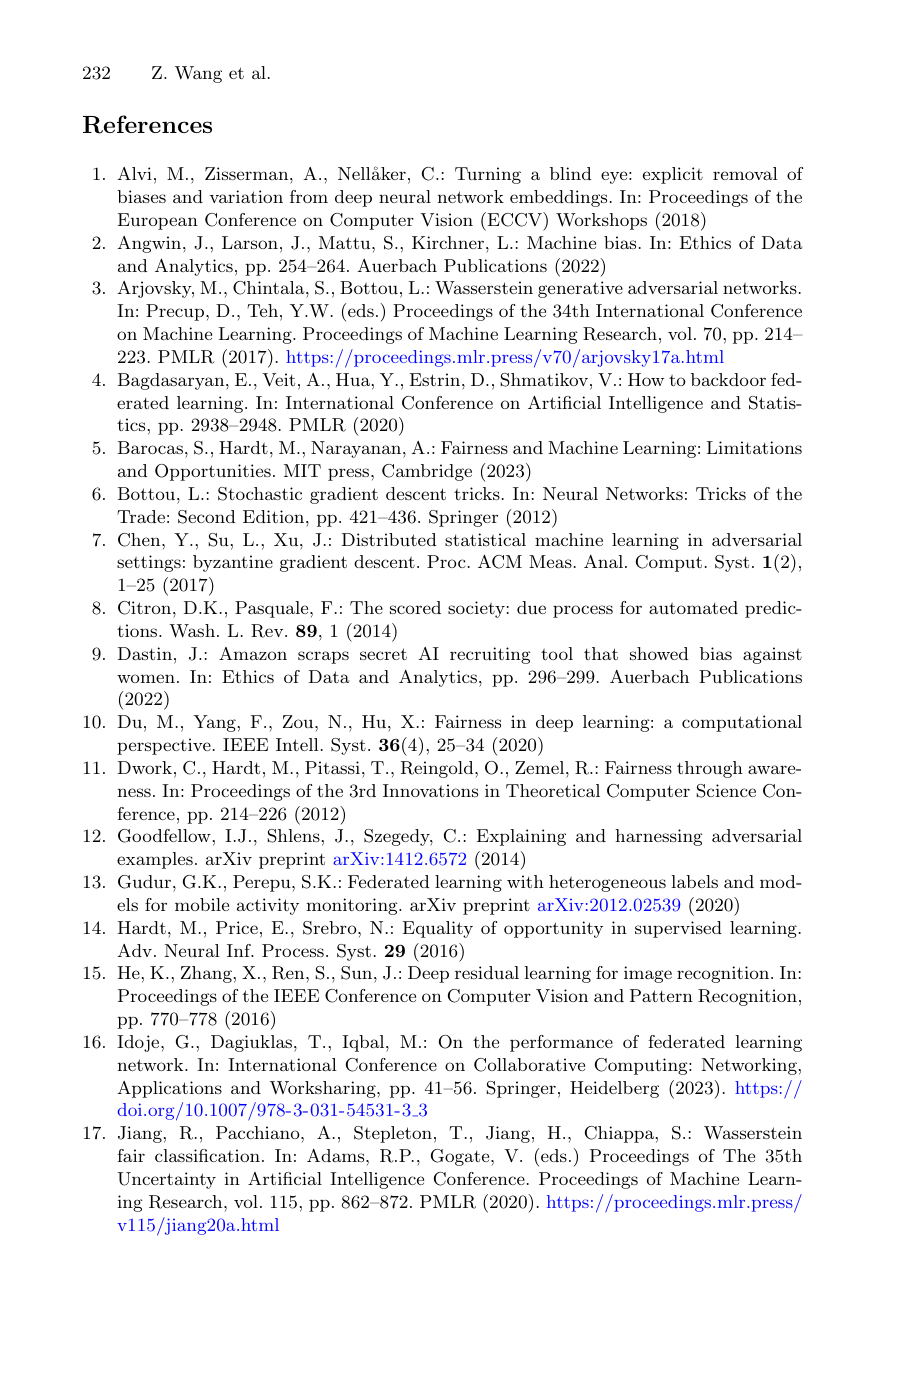 232 Z. Wang et al.
References
1. Alvi, M., Zisserman, A., Nellåker, C.: Turning a blind eye: explicit removal of
biases and variation from deep neural network embeddings. In: Proceedings of the
European Conference on Computer Vision (ECCV) Workshops (2018)
2. Angwin, J., Larson, J., Mattu, S., Kirchner, L.: Machine bias. In: Ethics of Data
and Analytics, pp. 254–264. Auerbach Publications (2022)
3. Arjovsky, M., Chintala, S., Bottou, L.: Wasserstein generative adversarial networks.
In: Precup, D., Teh, Y.W. (eds.) Proceedings of the 34th International Conference
on Machine Learning. Proceedings of Machine Learning Research, vol. 70, pp. 214–
223. PMLR (2017). https://proceedings.mlr.press/v70/arjovsky17a.html
4. Bagdasaryan, E., Veit, A., Hua, Y., Estrin, D., Shmatikov, V.: How to backdoor fed-
erated learning. In: International Conference on Artificial Intelligence and Statis-
tics, pp. 2938–2948. PMLR (2020)
5. Barocas, S., Hardt, M., Narayanan, A.: Fairness and Machine Learning: Limitations
and Opportunities. MIT press, Cambridge (2023)
6. Bottou, L.: Stochastic gradient descent tricks. In: Neural Networks: Tricks of the
Trade: Second Edition, pp. 421–436. Springer (2012)
7. Chen, Y., Su, L., Xu, J.: Distributed statistical machine learning in adversarial
settings: byzantine gradient descent. Proc. ACM Meas. Anal. Comput. Syst. 1(2),
1–25 (2017)
8. Citron, D.K., Pasquale, F.: The scored society: due process for automated predic-
tions. Wash. L. Rev. 89, 1 (2014)
9. Dastin, J.: Amazon scraps secret AI recruiting tool that showed bias against
women. In: Ethics of Data and Analytics, pp. 296–299. Auerbach Publications
(2022)
10. Du, M., Yang, F., Zou, N., Hu, X.: Fairness in deep learning: a computational
perspective. IEEE Intell. Syst. 36(4), 25–34 (2020)
11. Dwork, C., Hardt, M., Pitassi, T., Reingold, O., Zemel, R.: Fairness through aware-
ness. In: Proceedings of the 3rd Innovations in Theoretical Computer Science Con-
ference, pp. 214–226 (2012)
12. Goodfellow, I.J., Shlens, J., Szegedy, C.: Explaining and harnessing adversarial
examples. arXiv preprint arXiv:1412.6572 (2014)
13. Gudur, G.K., Perepu, S.K.: Federated learning with heterogeneous labels and mod-
els for mobile activity monitoring. arXiv preprint arXiv:2012.02539 (2020)
14. Hardt, M., Price, E., Srebro, N.: Equality of opportunity in supervised learning.
Adv. Neural Inf. Process. Syst. 29 (2016)
15. He, K., Zhang, X., Ren, S., Sun, J.: Deep residual learning for image recognition. In:
Proceedings of the IEEE Conference on Computer Vision and Pattern Recognition,
pp. 770–778 (2016)
16. Idoje, G., Dagiuklas, T., Iqbal, M.: On the performance of federated learning
network. In: International Conference on Collaborative Computing: Networking,
Applications and Worksharing, pp. 41–56. Springer, Heidelberg (2023). https://
doi.org/10.1007/978-3-031-54531-3_3
17. Jiang, R., Pacchiano, A., Stepleton, T., Jiang, H., Chiappa, S.: Wasserstein
fair classification. In: Adams, R.P., Gogate, V. (eds.) Proceedings of The 35th
Uncertainty in Artificial Intelligence Conference. Proceedings of Machine Learn-
ing Research, vol. 115, pp. 862–872. PMLR (2020). https://proceedings.mlr.press/
v115/jiang20a.html